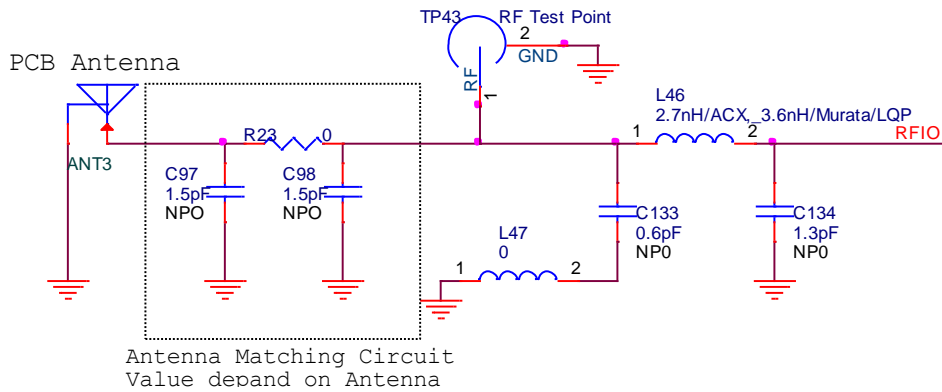 TP43 RF Test Point
2
GND
RF
1
PCB Antenna
ANT3
R23 0
C97
1.5pF
NPO
C98
1.5pF
NPO
L46
2.7nH/ACX,_3.6nH/Murata/LQP
1 2
RFIO
C133
0.6pF
NP0
C134
1.3pF
NP0
L47
0
1 2
Antenna Matching Circuit
Value depand on Antenna